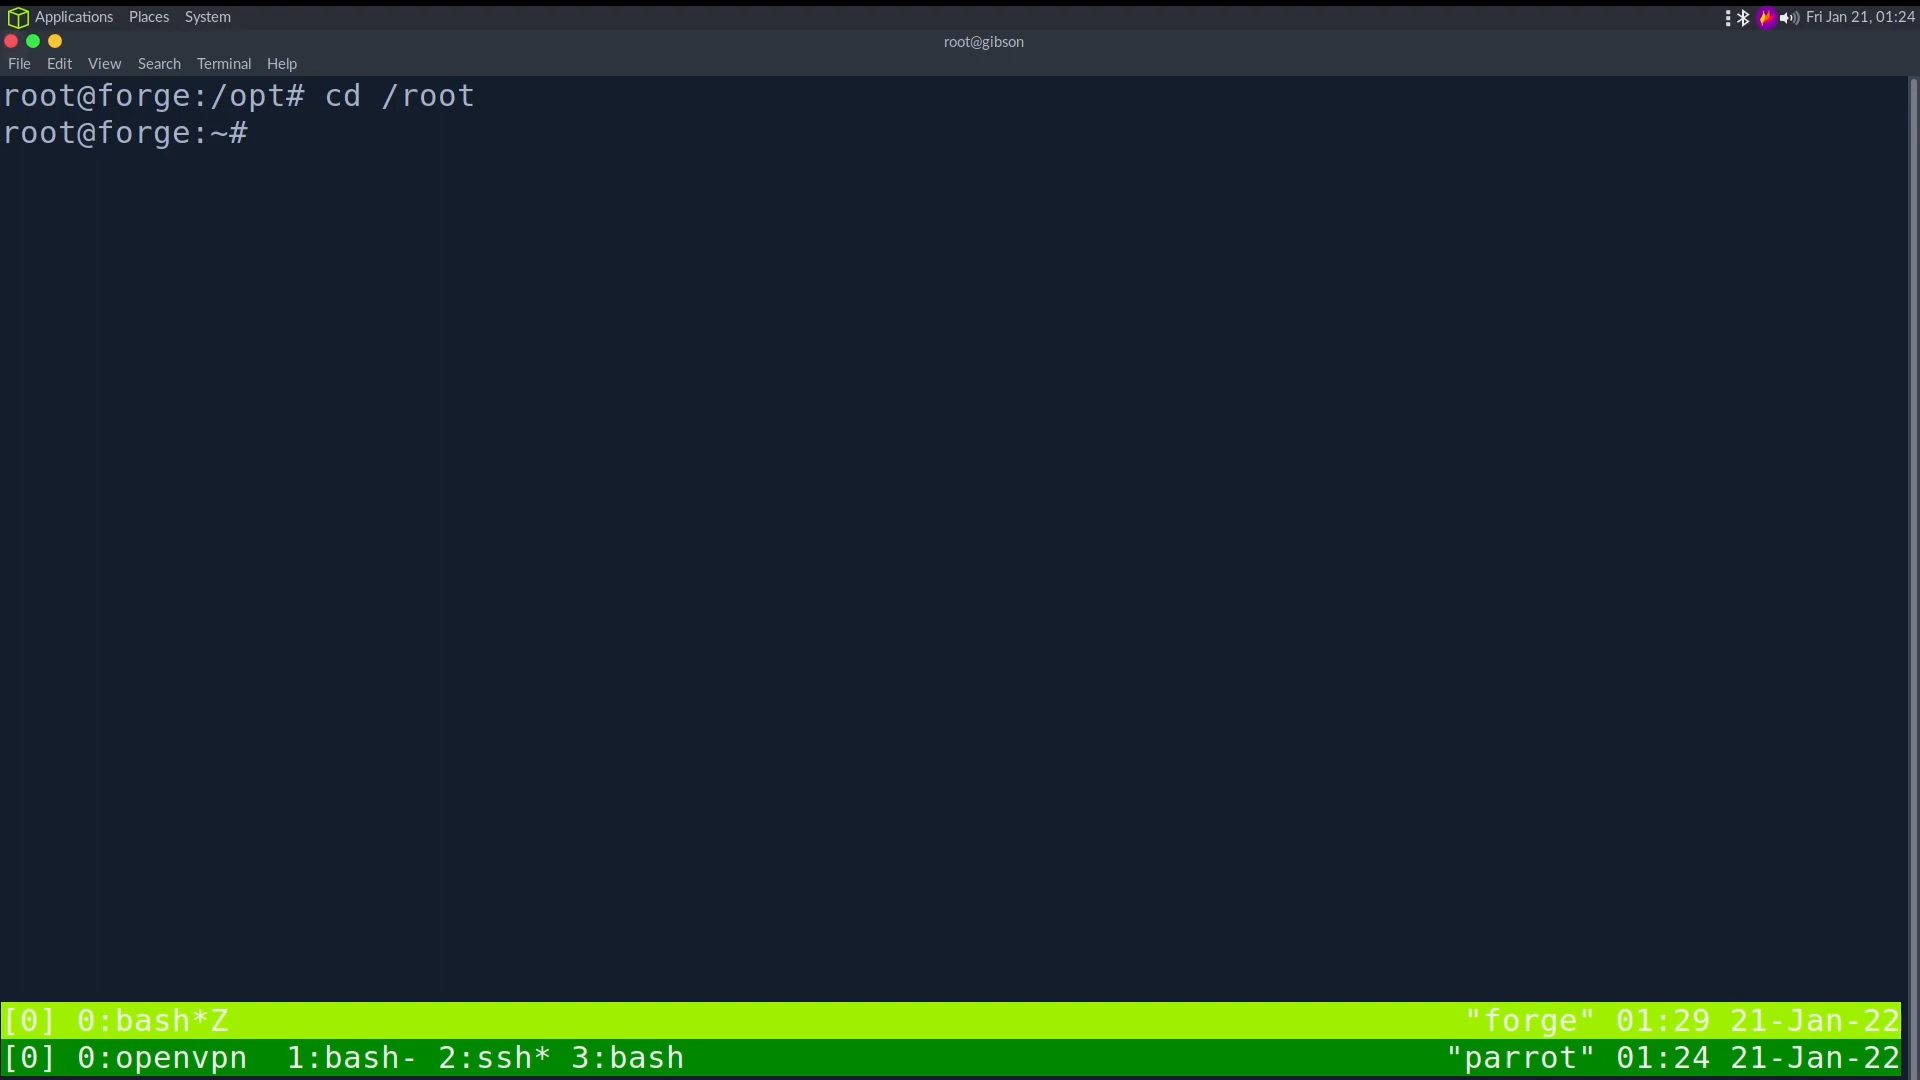 Applications Places System Fri Jan 21, 01:24
root@gibson
File Edit View Search Terminal Help
root@forge:/opt# cd /root
root@forge:~#
[0] 0:bash*Z "forge" 01:29 21-Jan-22
[0] 0:openvpn 1:bash- 2:ssh* 3:bash "parrot" 01:24 21-Jan-22